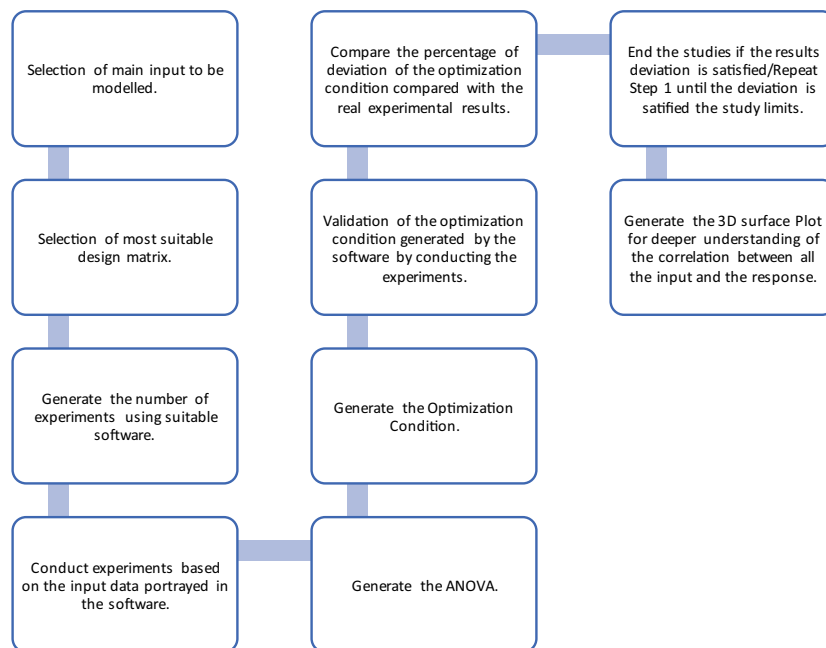 Selection of main input to be
modelled.
Selection of most suitable
design matrix.
Generate the number of
experiments using suitable
software.
Conduct experiments based
on the input data portrayed in
the software.
Generate the ANOVA.
Generate the Optimization
Condition.
Validation of the optimization
condition generated by the
software by conducting the
experiments.
Compare the percentage of
deviation of the optimization
condition compared with the
real experimental results.
End the studies if the results
deviation is satisfied/Repeat
Step 1 until the deviation is
satified the study limits.
Generate the 3D surface Plot
for deeper understanding of
the correlation between all
the input and the response.